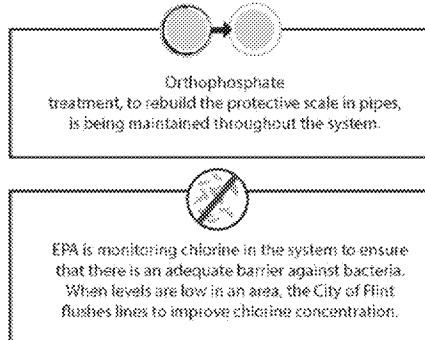 Orthophosphate
treatment, to rebuild the protective scale in pipes,
is being maintained throughout the system.
EPA is monitoring chlorine in the system to ensure
that there is an adequate barrier against bacteria.
When levels are low in an area, the City of Flint
flushes lines to improve chlorine concentration.